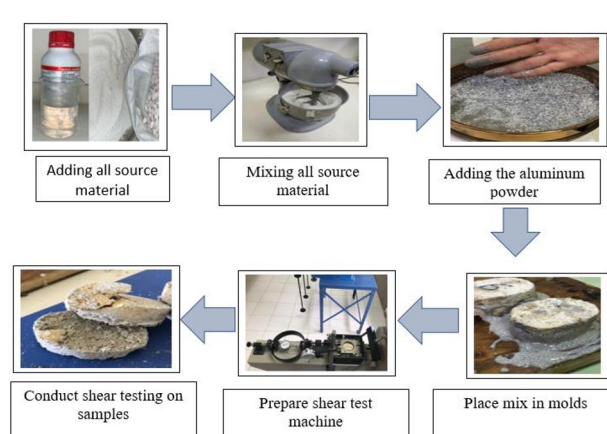 Adding all source
material
Mixing all source
material
Adding the aluminum
powder
Conduct shear testing on
samples
Prepare shear test
machine
Place mix in molds